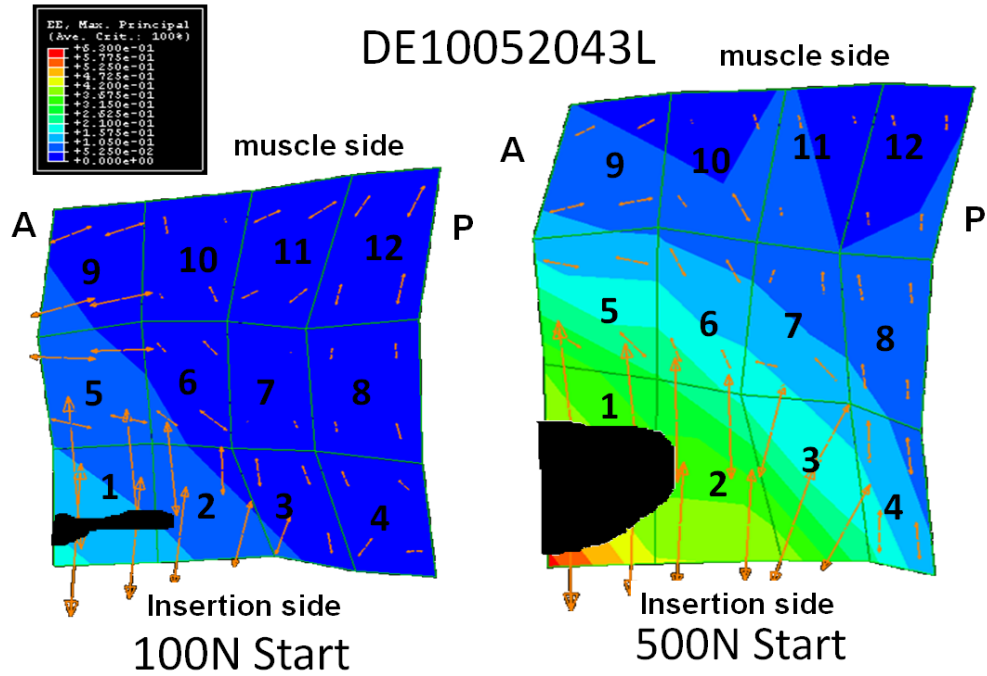 EE, Max. Principal
(Ave. Crit.: 100%)
+6.300e-01
+5.775e-01
+5.250e-01
+4.725e-01
+4.200e-01
+3.675e-01
+3.150e-01
+2.625e-01
+2.100e-01
+1.575e-01
+1.050e-01
+5.250e-02
+0.000e+00
DE10052043L
muscle side
A
P
9 10 11 12
5 6 7 8
1 2 3 4
Insertion side
100N Start
muscle side
A
P
9 10 11 12
5 6 7 8
1 2 3 4
Insertion side
500N Start